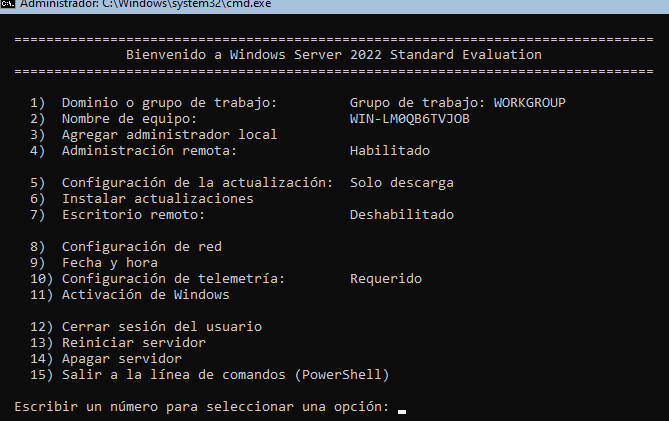 Administrador: C:\Windows\system32\cmd.exe
================================================================================
Bienvenido a Windows Server 2022 Standard Evaluation
================================================================================
1) Dominio o grupo de trabajo: Grupo de trabajo: WORKGROUP
2) Nombre de equipo: WIN-LM0QB6TVJOB
3) Agregar administrador local
4) Administración remota: Habilitado
5) Configuración de la actualización: Solo descarga
6) Instalar actualizaciones
7) Escritorio remoto: Deshabilitado
8) Configuración de red
9) Fecha y hora
10) Configuración de telemetría: Requerido
11) Activación de Windows
12) Cerrar sesión del usuario
13) Reiniciar servidor
14) Apagar servidor
15) Salir a la línea de comandos (PowerShell)
Escribir un número para seleccionar una opción: